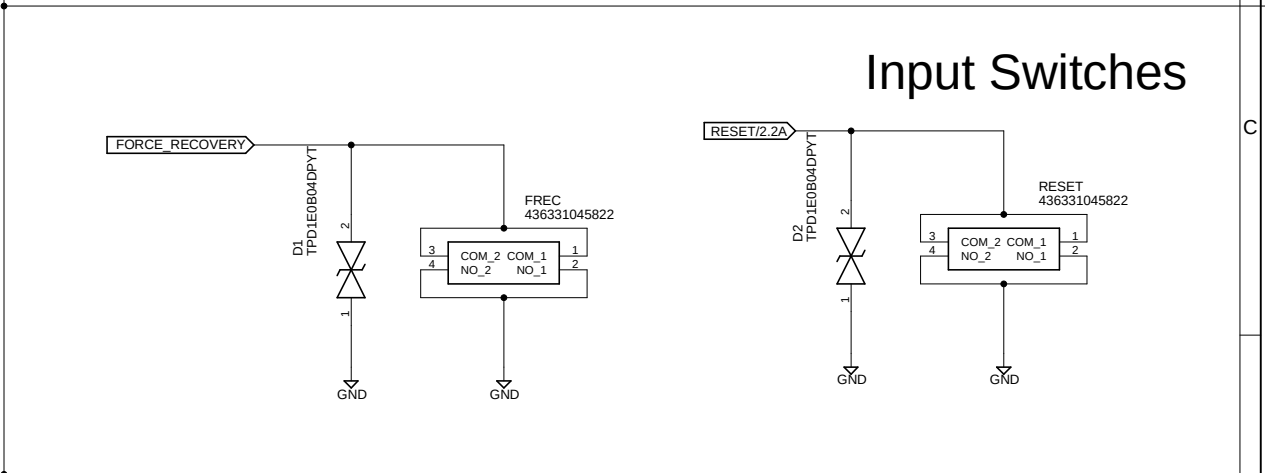 Input Switches
C
FORCE_RECOVERY
D1
TPD1E0B04DPYT
2
1
GND
FREC
436331045822
3 COM_2 COM_1 1
4 NO_2 NO_1 2
GND
RESET/2.2A
D2
TPD1E0B04DPYT
2
1
GND
RESET
436331045822
3 COM_2 COM_1 1
4 NO_2 NO_1 2
GND